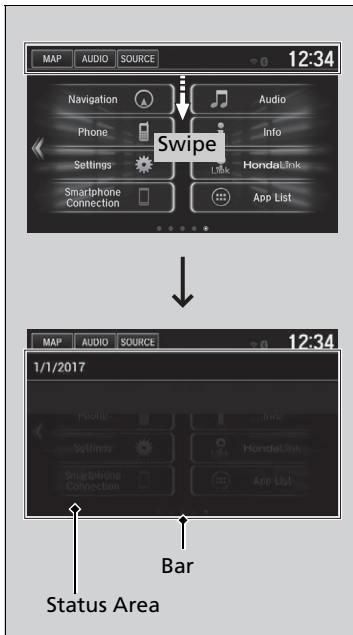 MAP AUDIO SOURCE 12:34
Navigation Audio
Phone Info
Swipe
Settings Link HondaLink
Smartphone
Connection App List
MAP AUDIO SOURCE 12:34
1/1/2017
Phone Info
Settings HondaLink
Smartphone
Connection App List
Bar
Status Area